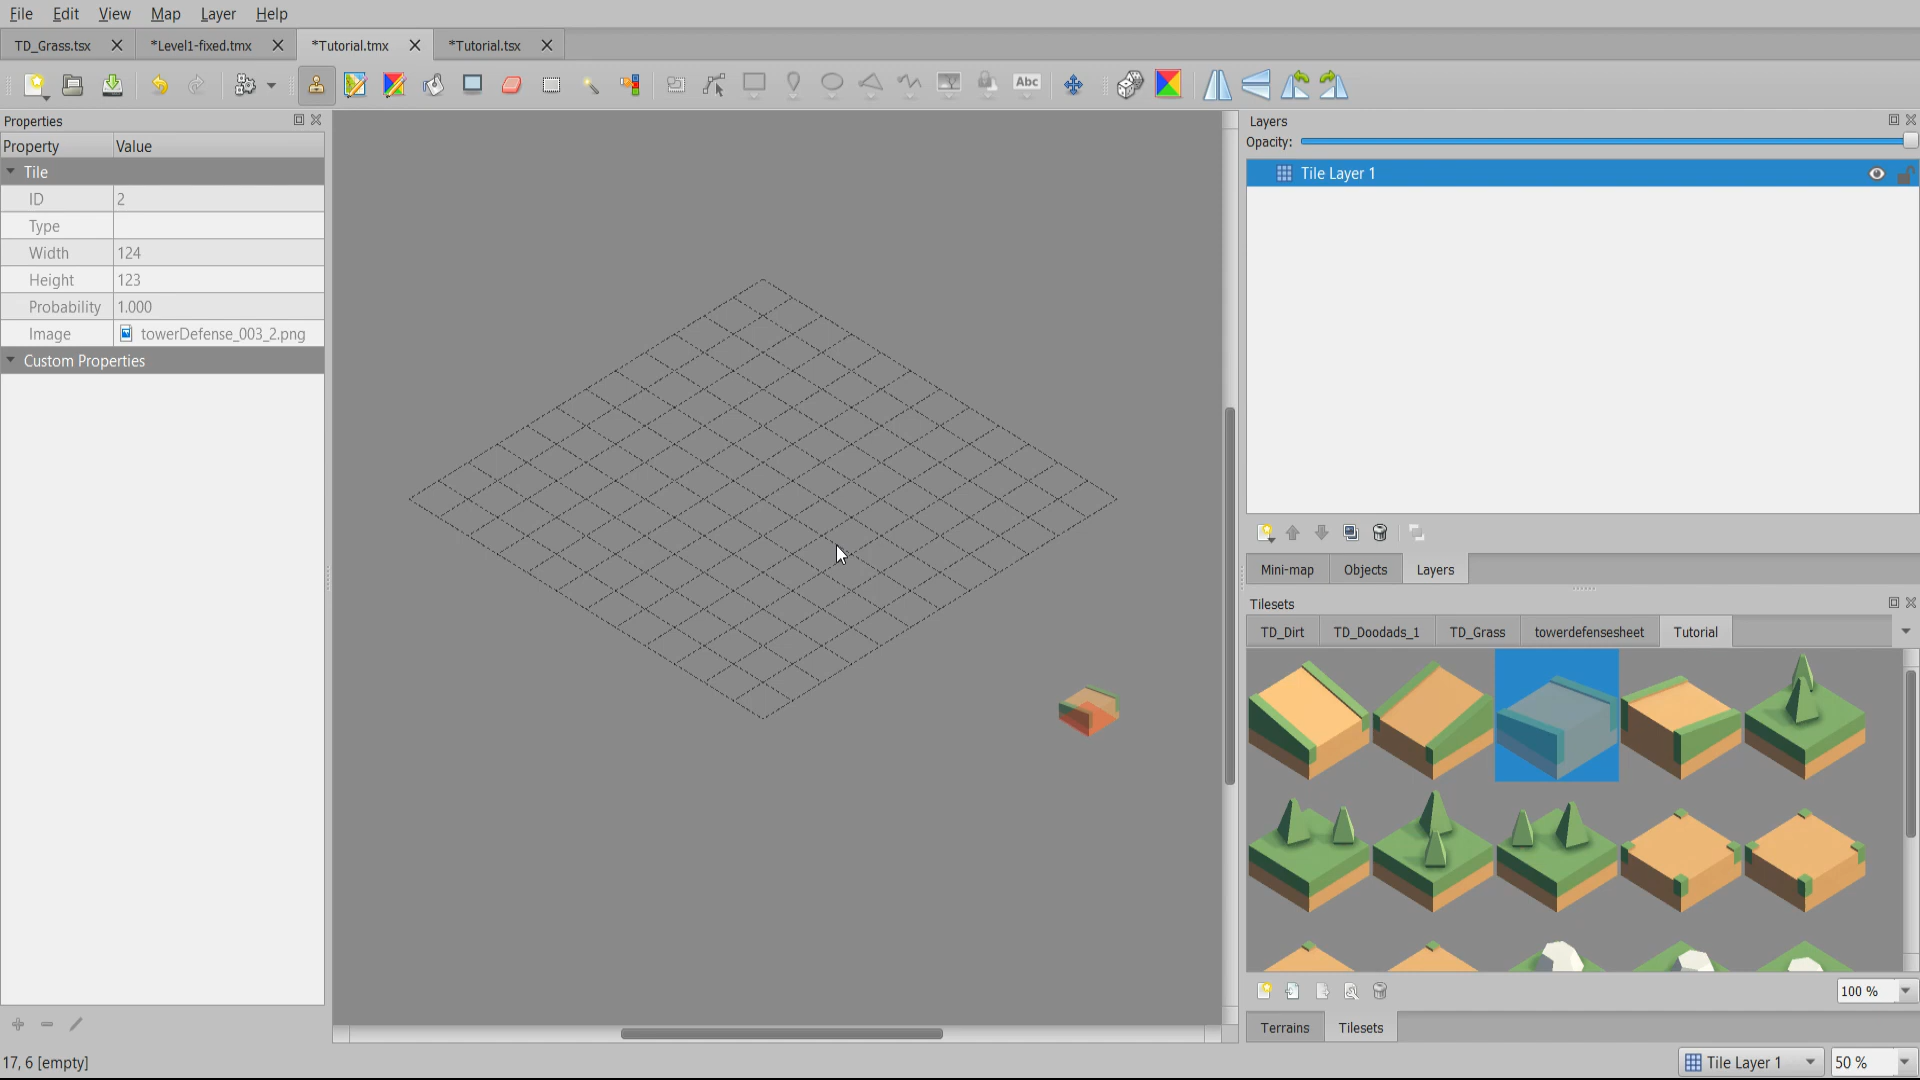 File Edit View Map Layer Help
TD_Grass.tsx *Level1-fixed.tmx *Tutorial.tmx *Tutorial.tsx
Abc
Properties
Property Value
Tile
ID 2
Type
Width 124
Height 123
Probability 1.000
Image towerDefense_003_2.png
Custom Properties
17, 6 [empty]
Layers
Opacity:
Tile Layer 1
Mini-map Objects Layers
Tilesets
TD_Dirt TD_Doodads_1 TD_Grass towerdefensesheet Tutorial
100 %
Terrains Tilesets
Tile Layer 1 50 %